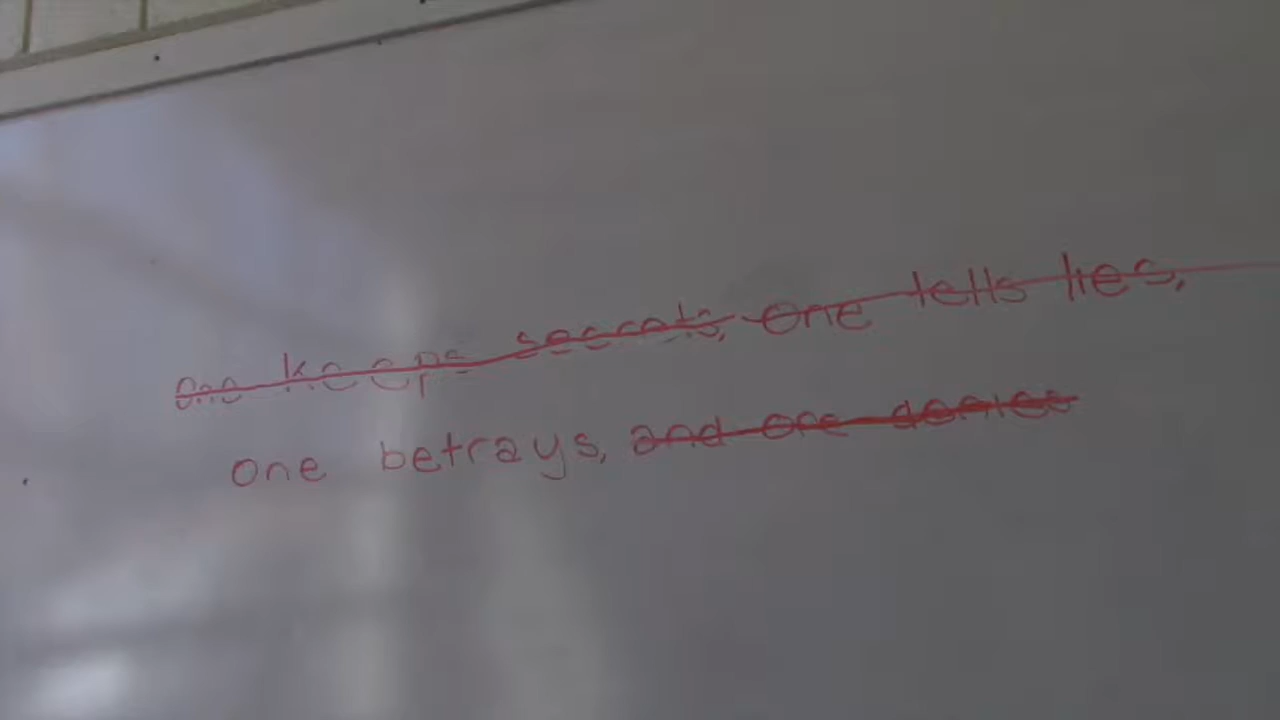 one keeps secrets, one tells lies,
one betrays, and one denies